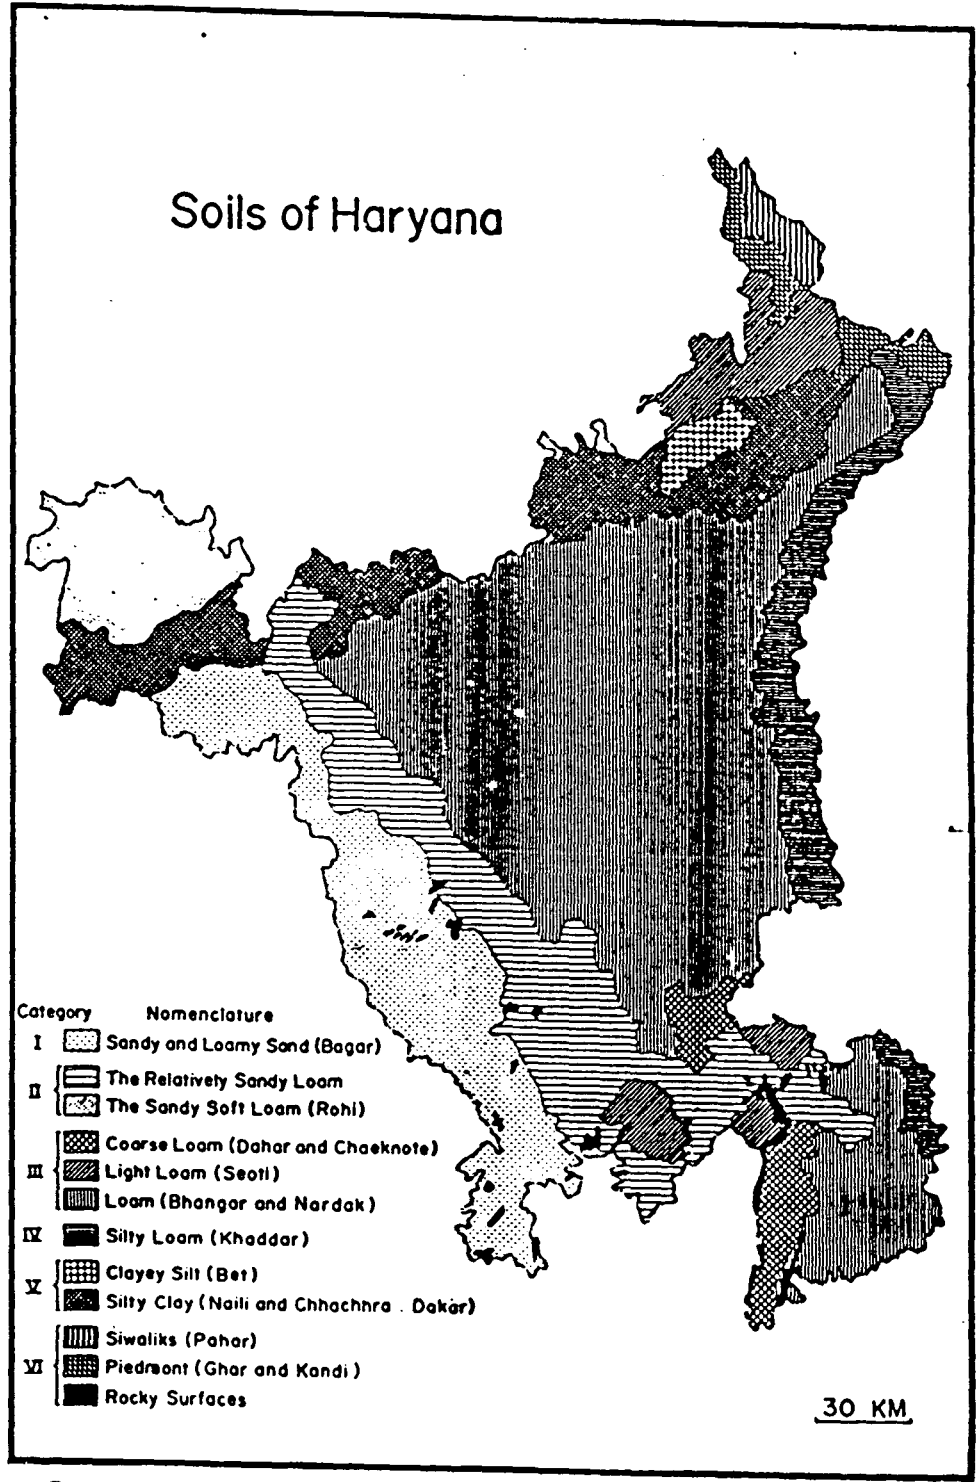 Soils of Haryana
Category Nomenclature
I Sandy and Loamy Sand (Bagar)
II The Relatively Sandy Loam
The Sandy Soft Loam (Rohi)
III Coarse Loam (Dahar and Chaeknote)
Light Loam (Seoti)
Loam (Bhangar and Nardak)
IV Silty Loam (Khaddar)
V Clayey Silt (Bet)
Silty Clay (Naili and Chhachhra . Dakar)
VI Siwaliks (Pahar)
Piedmont (Ghar and Kandi)
Rocky Surfaces
30 KM